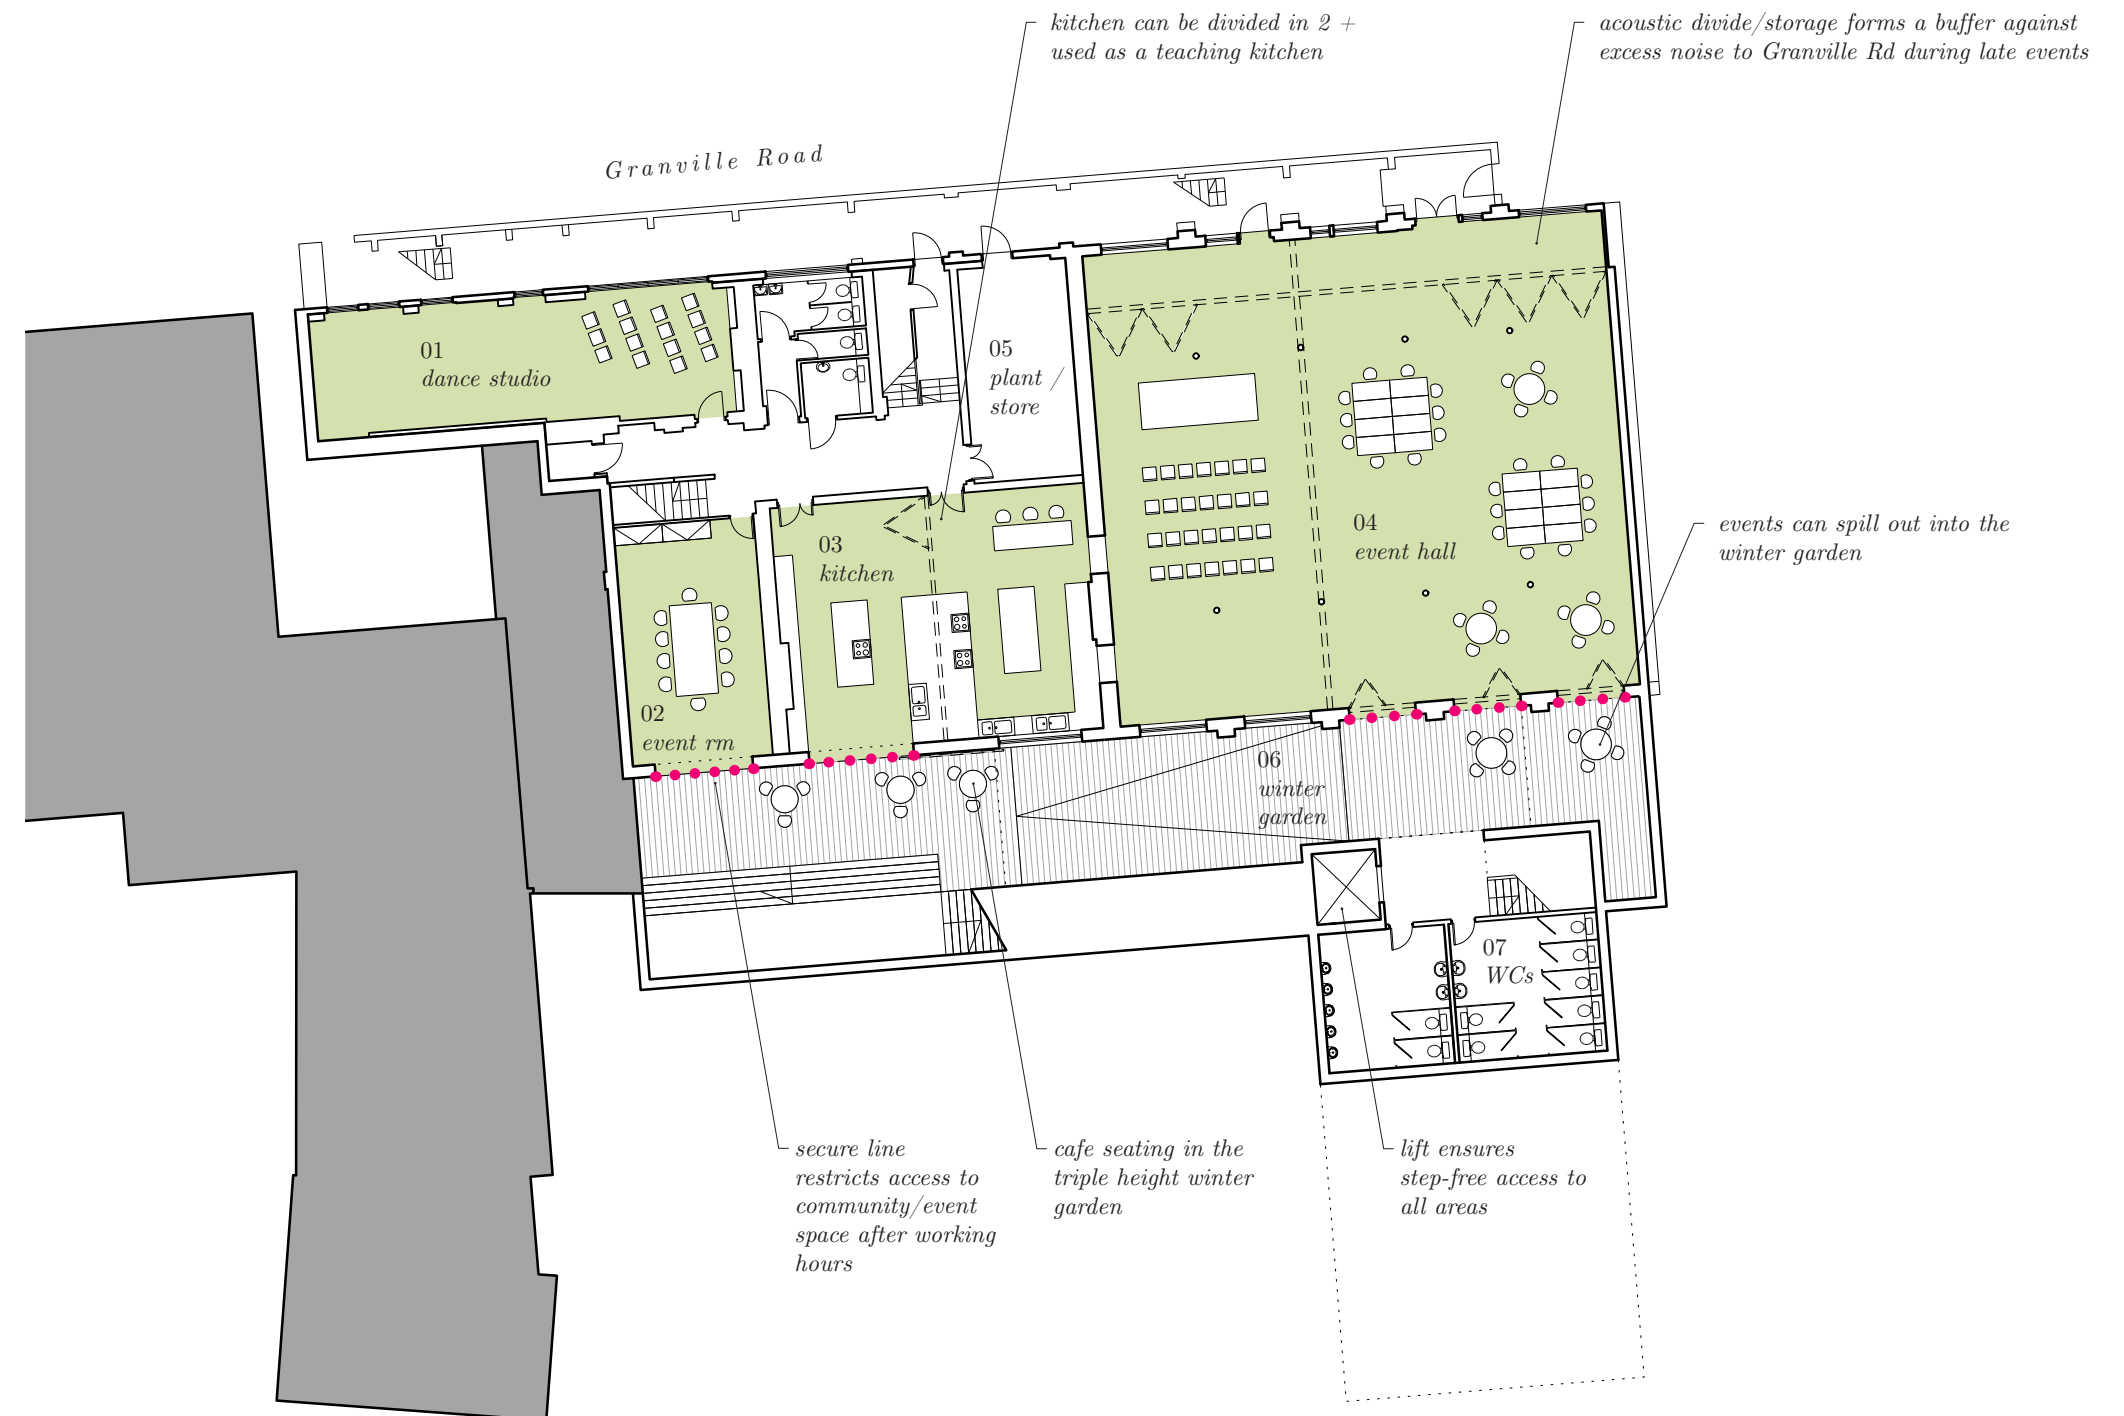 kitchen can be divided in 2 +
used as a teaching kitchen
acoustic divide/storage forms a buffer against
excess noise to Granville Rd during late events
Granville Road
01
dance studio
05
plant /
store
03
kitchen
04
event hall
events can spill out into the
winter garden
02
event rm
06
winter
garden
07
WCs
secure line
restricts access to
community/event
space after working
hours
cafe seating in the
triple height winter
garden
lift ensures
step-free access to
all areas